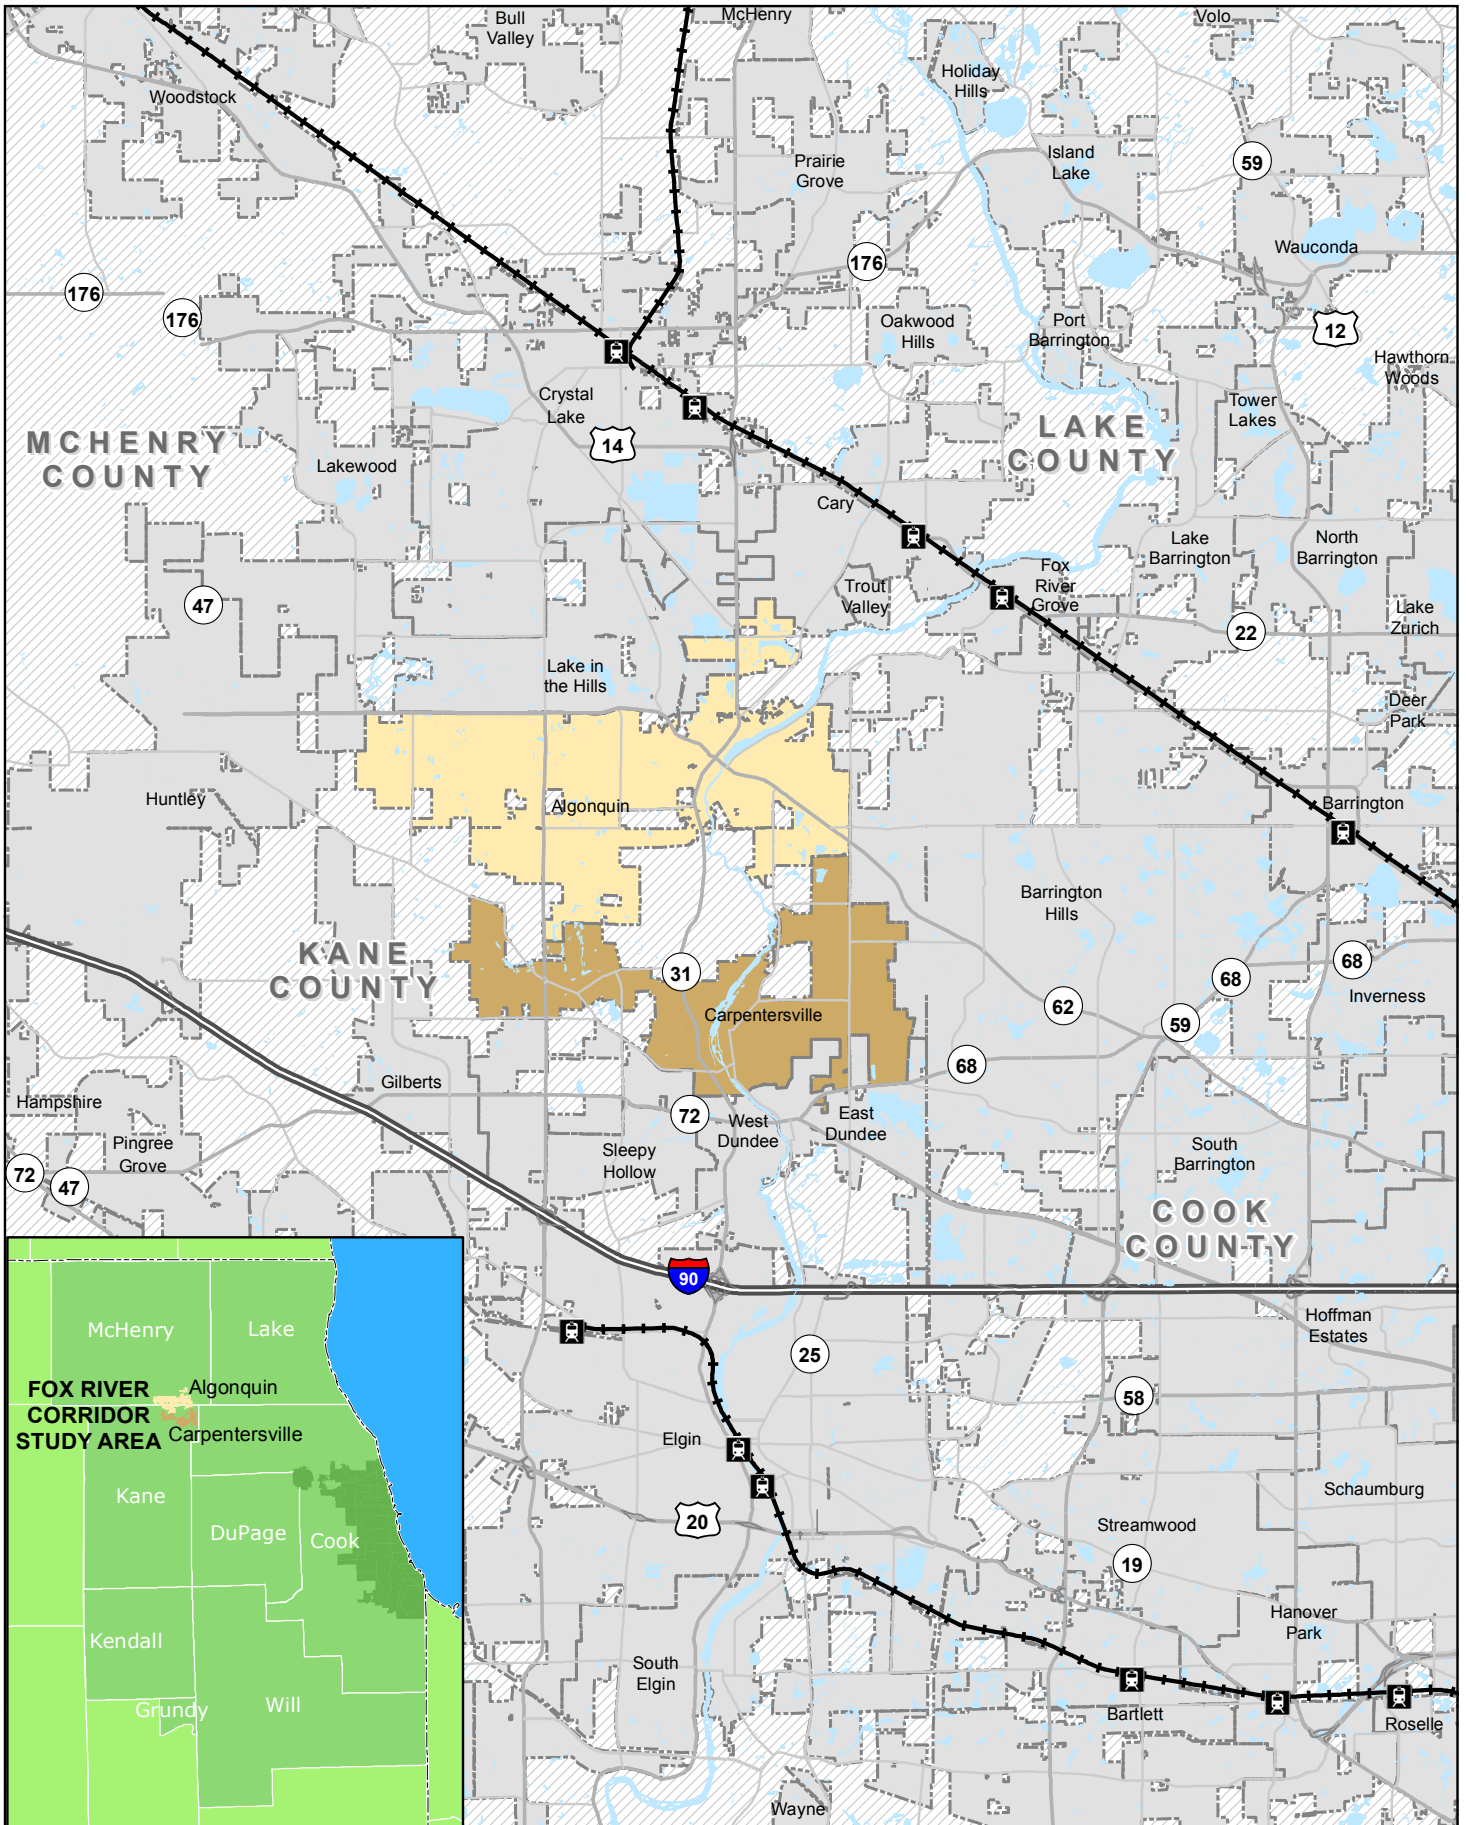 Bull
Valley
McHenry
Volo
Woodstock
Holiday
Hills
Prairie
Grove
Island
Lake
59
Wauconda
176
176
176
Oakwood
Hills
Port
Barrington
12
Hawthorn
Woods
Crystal
Lake
14
Tower
Lakes
MCHENRY
COUNTY
LAKE
COUNTY
Lakewood
Cary
Lake
Barrington
North
Barrington
47
Trout
Valley
Fox
River
Grove
22
Lake
Zurich
Lake in
the Hills
Deer
Park
Huntley
Algonquin
Barrington
Barrington
Hills
KANE
COUNTY
31
68
68
Inverness
62
59
Carpentersville
68
Gilberts
Hampshire
72
West
Dundee
East
Dundee
Pingree
Grove
72
47
Sleepy
Hollow
South
Barrington
COOK
COUNTY
90
Hoffman
Estates
25
58
Elgin
20
Schaumburg
Streamwood
19
Hanover
Park
South
Elgin
Bartlett
Roselle
Wayne
McHenry
Lake
FOX RIVER
CORRIDOR
STUDY AREA
Algonquin
Carpentersville
Kane
DuPage
Cook
Kendall
Grundy
Will